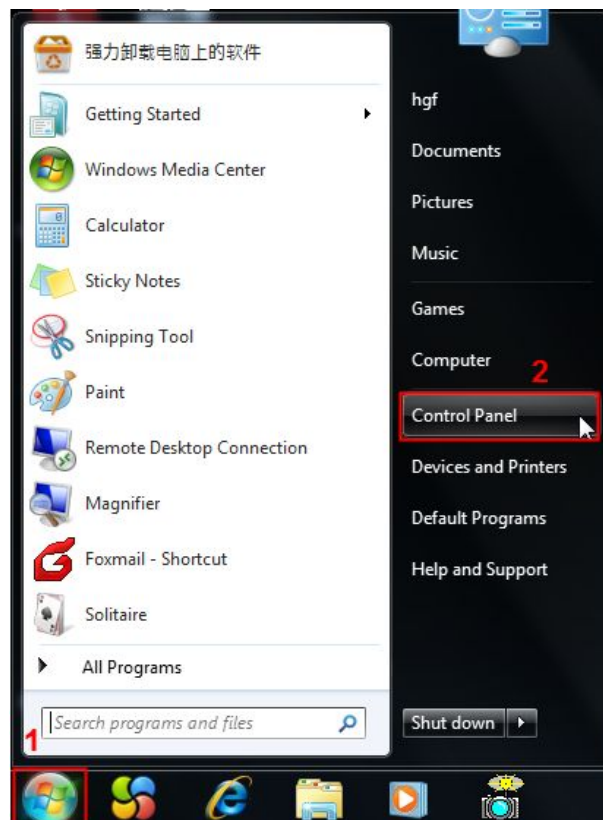 强力卸载电脑上的软件
Getting Started
Windows Media Center
Calculator
Sticky Notes
Snipping Tool
Paint
Remote Desktop Connection
Magnifier
Foxmail - Shortcut
Solitaire
All Programs
Search programs and files
1
hgf
Documents
Pictures
Music
Games
Computer
2
Control Panel
Devices and Printers
Default Programs
Help and Support
Shut down